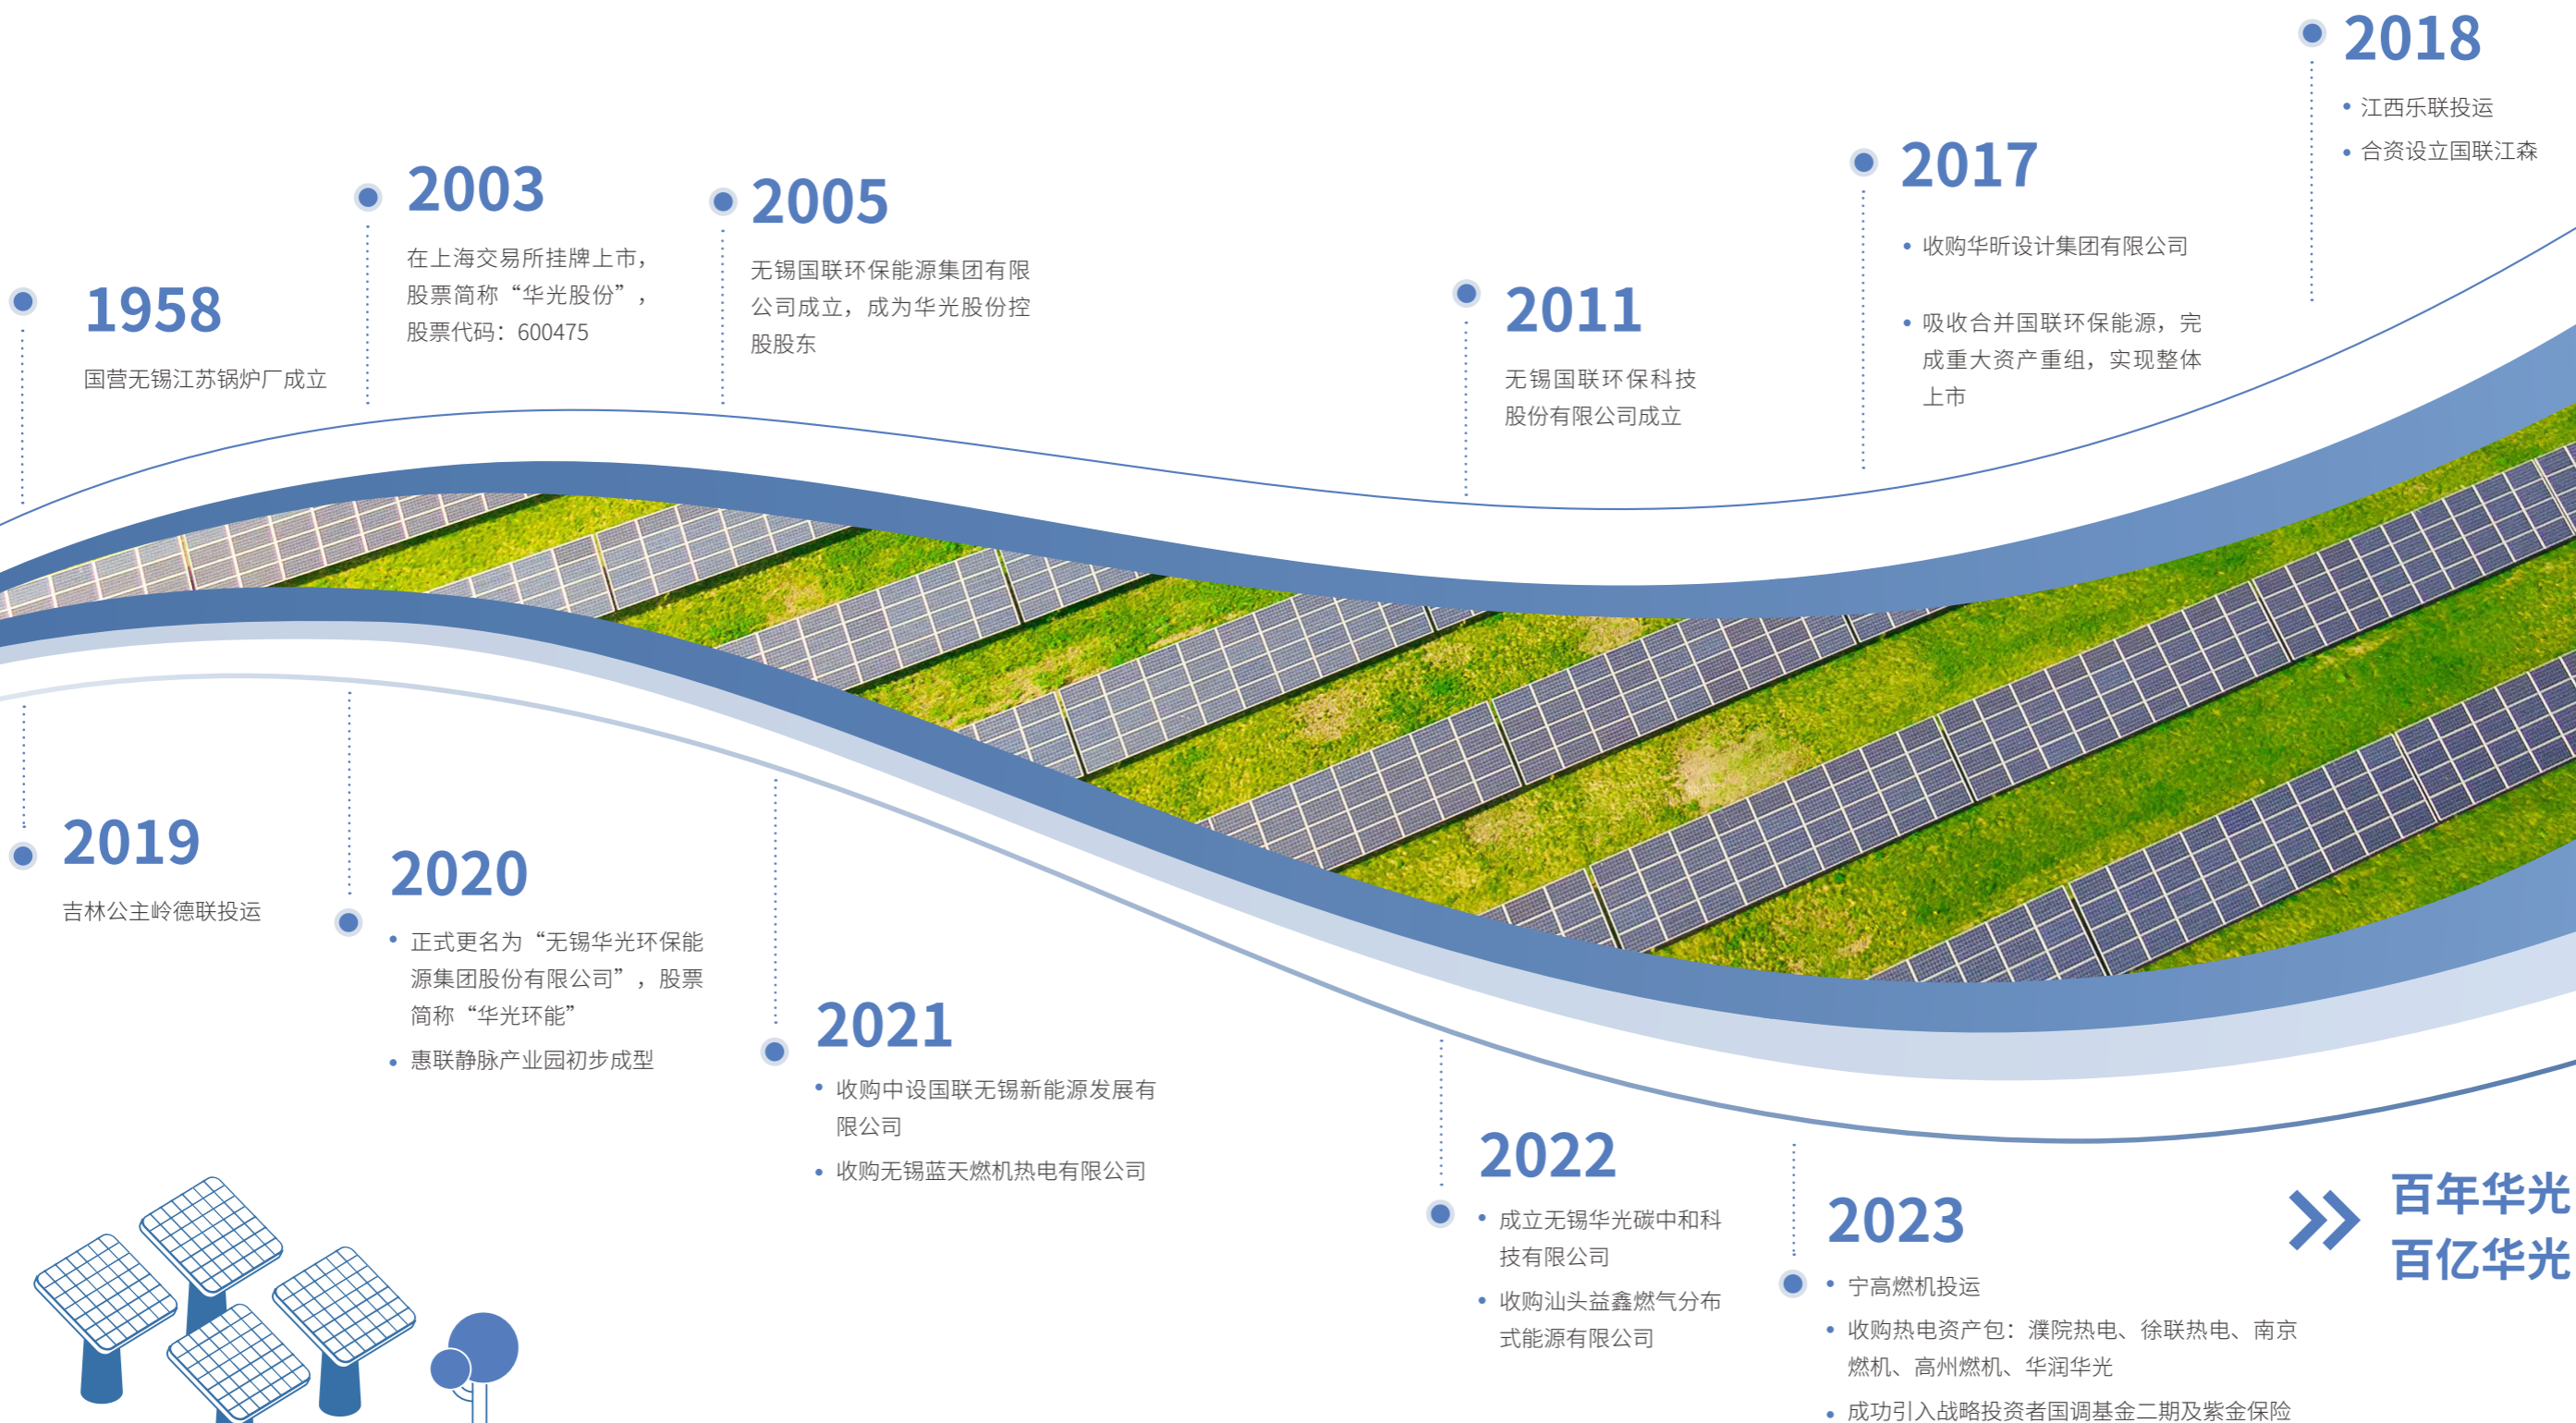 1958
国营无锡江苏锅炉厂成立
2003
在上海交易所挂牌上市，
股票简称“华光股份”，
股票代码：600475
2005
无锡国联环保能源集团有限
公司成立，成为华光股份控
股股东
2011
无锡国联环保科技
股份有限公司成立
2017
• 收购华昕设计集团有限公司
• 吸收合并国联环保能源，完
成重大资产重组，实现整体
上市
2018
• 江西乐联投运
• 合资设立国联江森
2019
吉林公主岭德联投运
2020
• 正式更名为“无锡华光环保能
源集团股份有限公司”，股票
简称“华光环能”
• 惠联静脉产业园初步成型
2021
• 收购中设国联无锡新能源发展有
限公司
• 收购无锡蓝天燃机热电有限公司
2022
• 成立无锡华光碳中和科
技有限公司
• 收购汕头益鑫燃气分布
式能源有限公司
2023
• 宁高燃机投运
• 收购热电资产包：濮院热电、徐联热电、南京
燃机、高州燃机、华润华光
• 成功引入战略投资者国调基金二期及紫金保险
百年华光
百亿华光